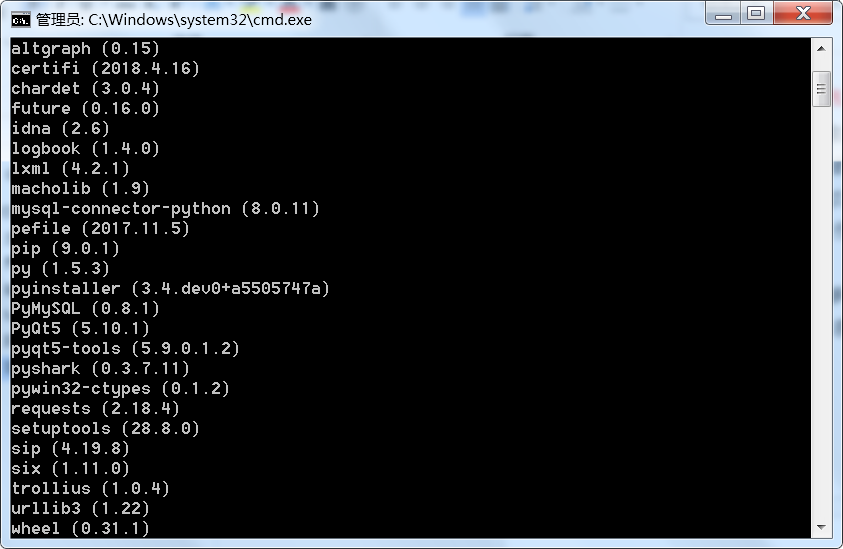 管理员: C:\Windows\system32\cmd.exe
altgraph (0.15)
certifi (2018.4.16)
chardet (3.0.4)
future (0.16.0)
idna (2.6)
logbook (1.4.0)
lxml (4.2.1)
macholib (1.9)
mysql-connector-python (8.0.11)
pefile (2017.11.5)
pip (9.0.1)
py (1.5.3)
pyinstaller (3.4.dev0+a5505747a)
PyMySQL (0.8.1)
PyQt5 (5.10.1)
pyqt5-tools (5.9.0.1.2)
pyshark (0.3.7.11)
pywin32-ctypes (0.1.2)
requests (2.18.4)
setuptools (28.8.0)
sip (4.19.8)
six (1.11.0)
trollius (1.0.4)
urllib3 (1.22)
wheel (0.31.1)